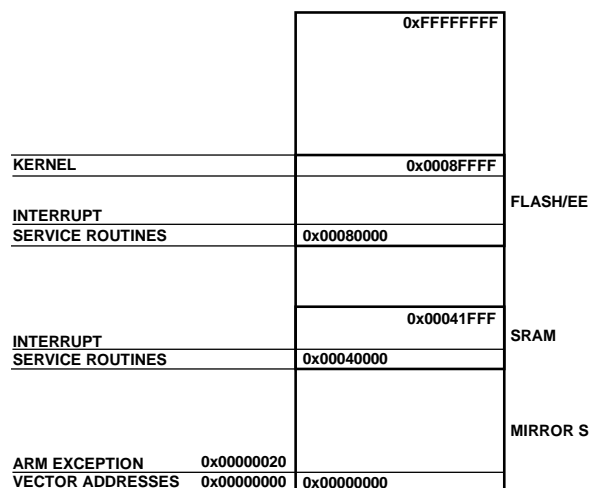 0xFFFFFFFF
KERNEL 0x0008FFFF
FLASH/EE
INTERRUPT
SERVICE ROUTINES 0x00080000
0x00041FFF
SRAM
INTERRUPT
SERVICE ROUTINES 0x00040000
MIRROR S
ARM EXCEPTION 0x00000020
VECTOR ADDRESSES 0x00000000 0x00000000